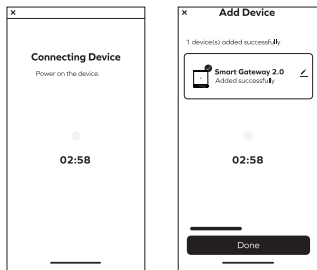 ×
Connecting Device
Power on the device.
02:58
×
Add Device
1 device(s) added successfully
Smart Gateway 2.0
Added successfully
02:58
Done